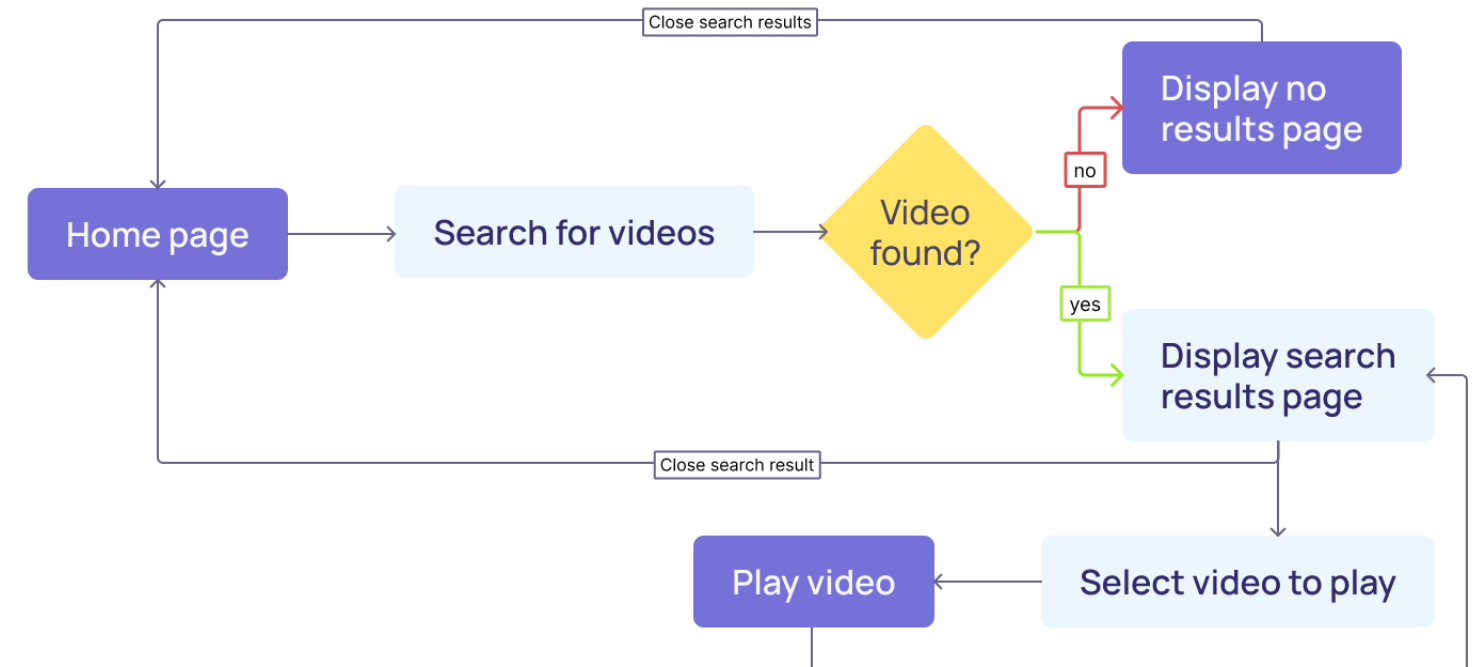 Close search results
Display no
results page
no
Home page
Search for videos
Video
found?
yes
Display search
results page
Close search result
Play video
Select video to play